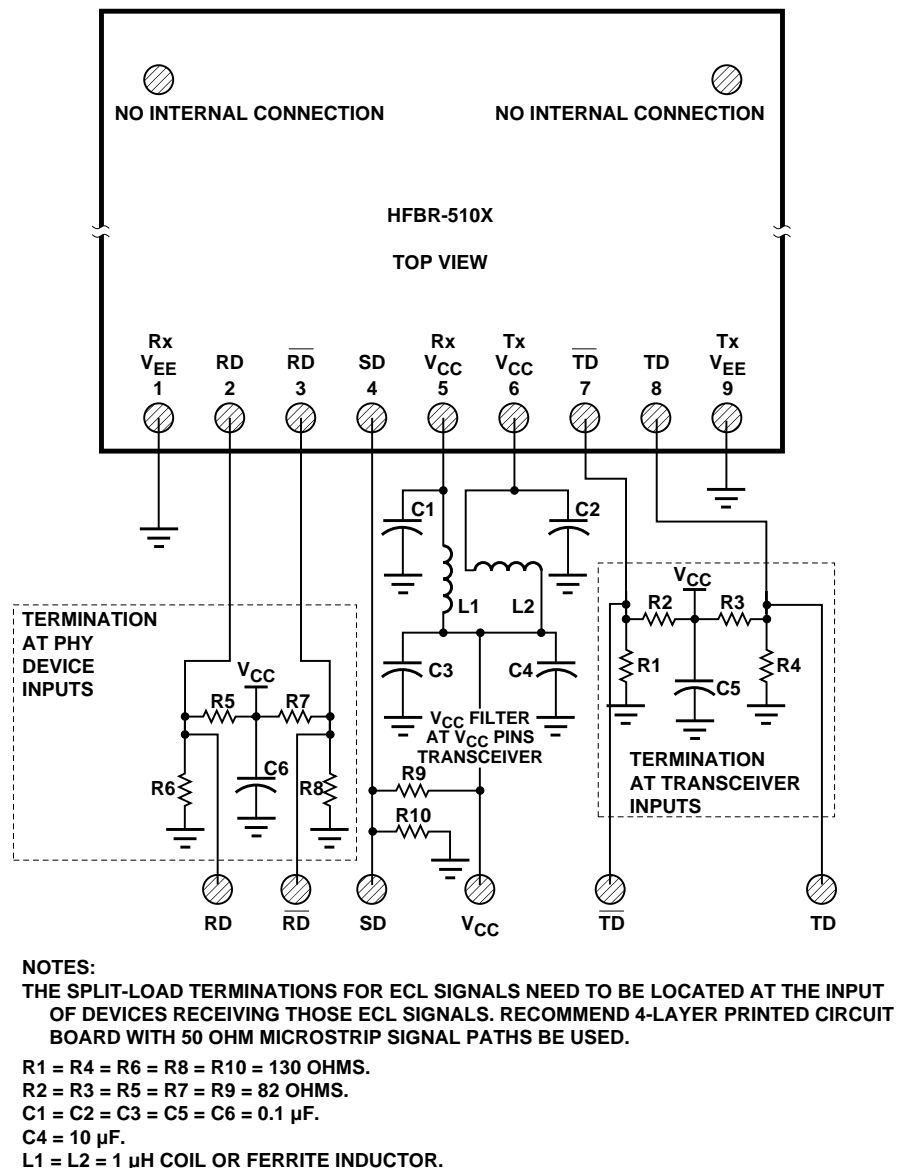 NO INTERNAL CONNECTION
NO INTERNAL CONNECTION
HFBR-510X
TOP VIEW
Rx
VEE
1
RD
2
R̅D̅
3
SD
4
Rx
VCC
5
Tx
VCC
6
T̅D̅
7
TD
8
Tx
VEE
9
C1
C2
L1
L2
C3
C4
VCC FILTER
AT VCC PINS
TRANSCEIVER
R9
R10
TERMINATION
AT PHY
DEVICE
INPUTS
VCC
R5
R7
C6
R6
R8
VCC
R2
R3
R1
R4
C5
TERMINATION
AT TRANSCEIVER
INPUTS
RD
R̅D̅
SD
VCC
T̅D̅
TD
NOTES:
THE SPLIT-LOAD TERMINATIONS FOR ECL SIGNALS NEED TO BE LOCATED AT THE INPUT
OF DEVICES RECEIVING THOSE ECL SIGNALS. RECOMMEND 4-LAYER PRINTED CIRCUIT
BOARD WITH 50 OHM MICROSTRIP SIGNAL PATHS BE USED.
R1 = R4 = R6 = R8 = R10 = 130 OHMS.
R2 = R3 = R5 = R7 = R9 = 82 OHMS.
C1 = C2 = C3 = C5 = C6 = 0.1 µF.
C4 = 10 µF.
L1 = L2 = 1 µH COIL OR FERRITE INDUCTOR.